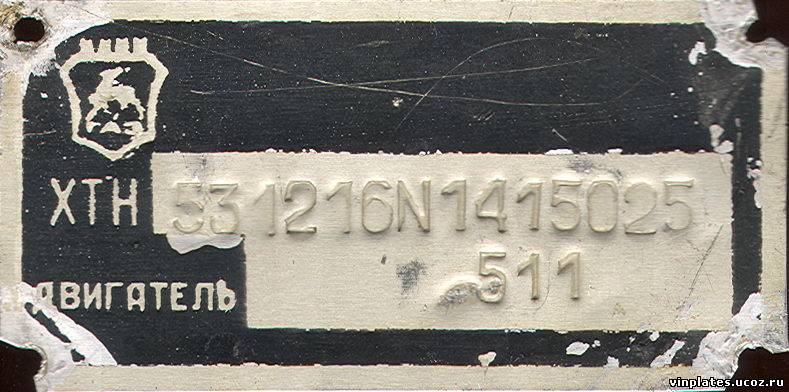 ХТН 531216N1415025
ДВИГАТЕЛЬ 511
vinplates.ucoz.ru